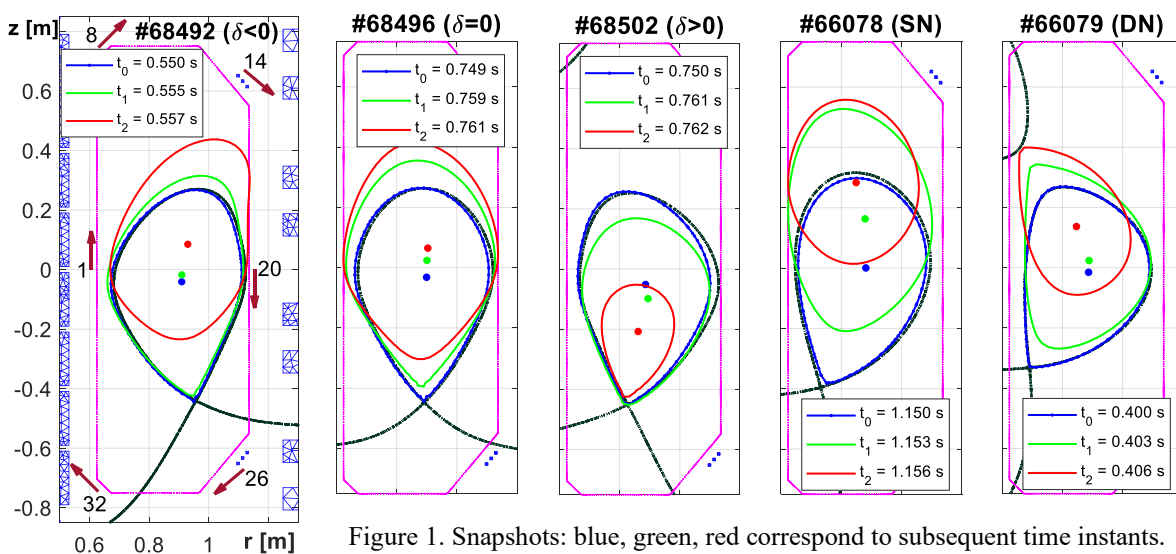 z [m]
#68492 (δ<0)
#68496 (δ=0)
#68502 (δ>0)
#66078 (SN)
#66079 (DN)
8
14
t0 = 0.550 s
t1 = 0.555 s
t2 = 0.557 s
t0 = 0.749 s
t1 = 0.759 s
t2 = 0.761 s
t0 = 0.750 s
t1 = 0.761 s
t2 = 0.762 s
0.6
0.4
0.2
0
-0.2
-0.4
-0.6
-0.8
1
20
26
32
t0 = 1.150 s
t1 = 1.153 s
t2 = 1.156 s
t0 = 0.400 s
t1 = 0.403 s
t2 = 0.406 s
0.6 0.8 1 r [m]
Figure 1. Snapshots: blue, green, red correspond to subsequent time instants.